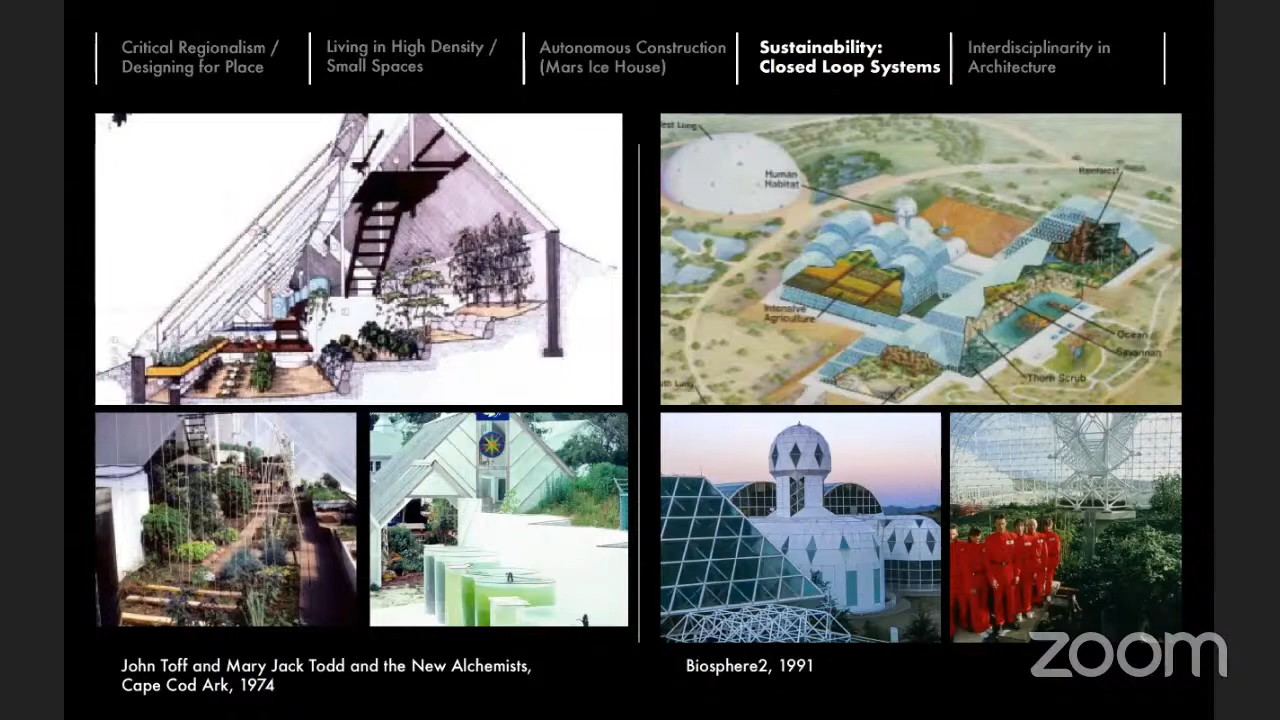 Critical Regionalism /
Designing for Place
Living in High Density /
Small Spaces
Autonomous Construction
(Mars Ice House)
Sustainability:
Closed Loop Systems
Interdisciplinarity in
Architecture
Lung
Human
Habitat
Rainforest
Intensive
Agriculture
Ocean
Savannah
Thorn Scrub
Lung
John Toff and Mary Jack Todd and the New Alchemists,
Cape Cod Ark, 1974
Biosphere2, 1991
zoom